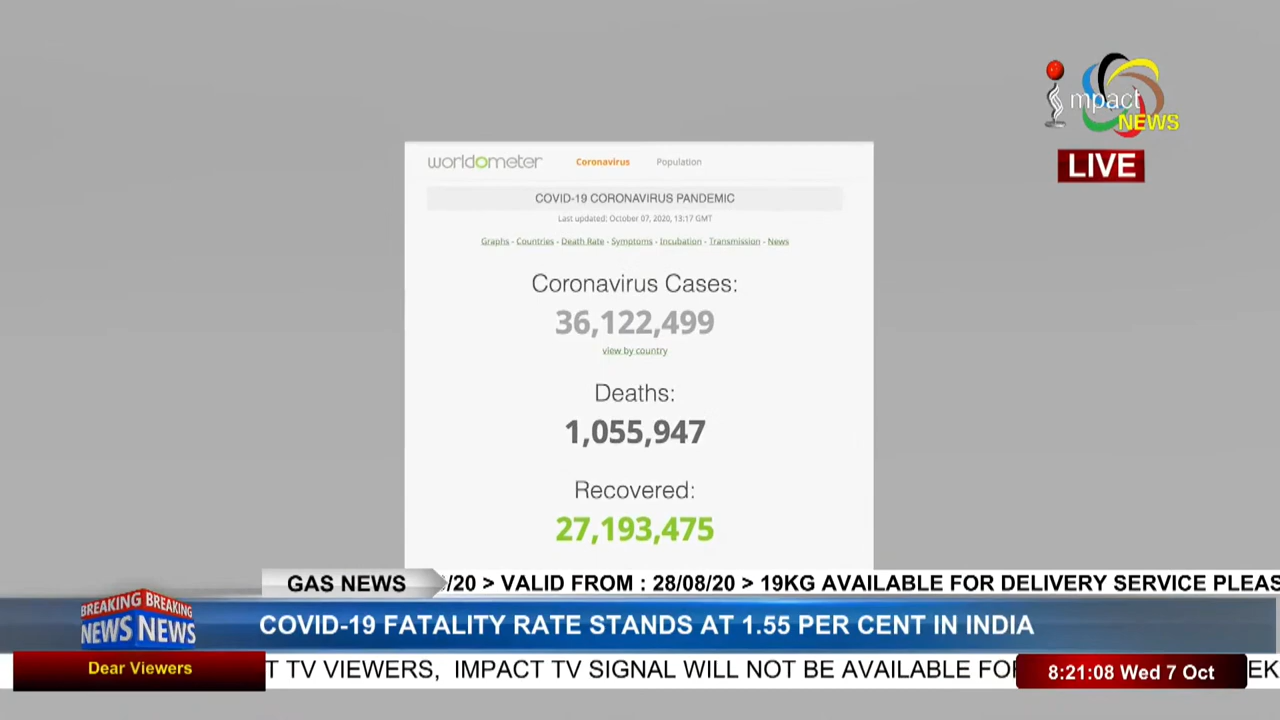 impact
NEWS
LIVE
worldometer Coronavirus Population
COVID-19 CORONAVIRUS PANDEMIC
Last updated: October 07, 2020, 13:17 GMT
Graphs - Countries - Death Rate - Symptoms - Incubation - Transmission - News
Coronavirus Cases:
36,122,499
view by country
Deaths:
1,055,947
Recovered:
27,193,475
GAS NEWS /20 > VALID FROM : 28/08/20 > 19KG AVAILABLE FOR DELIVERY SERVICE PLEAS
BREAKING BREAKING
NEWS NEWS
COVID-19 FATALITY RATE STANDS AT 1.55 PER CENT IN INDIA
Dear Viewers T TV VIEWERS, IMPACT TV SIGNAL WILL NOT BE AVAILABLE FO 8:21:08 Wed 7 Oct EK